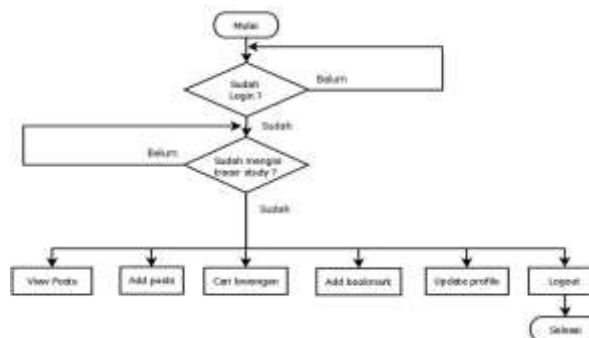 Mulai
Sudah
Login ?
Belum
Sudah
Belum
Sudah mengisi
tracer study ?
Sudah
View Posts
Add posts
Cari lowongan
Add bookmark
Update profile
Logout
Selesai